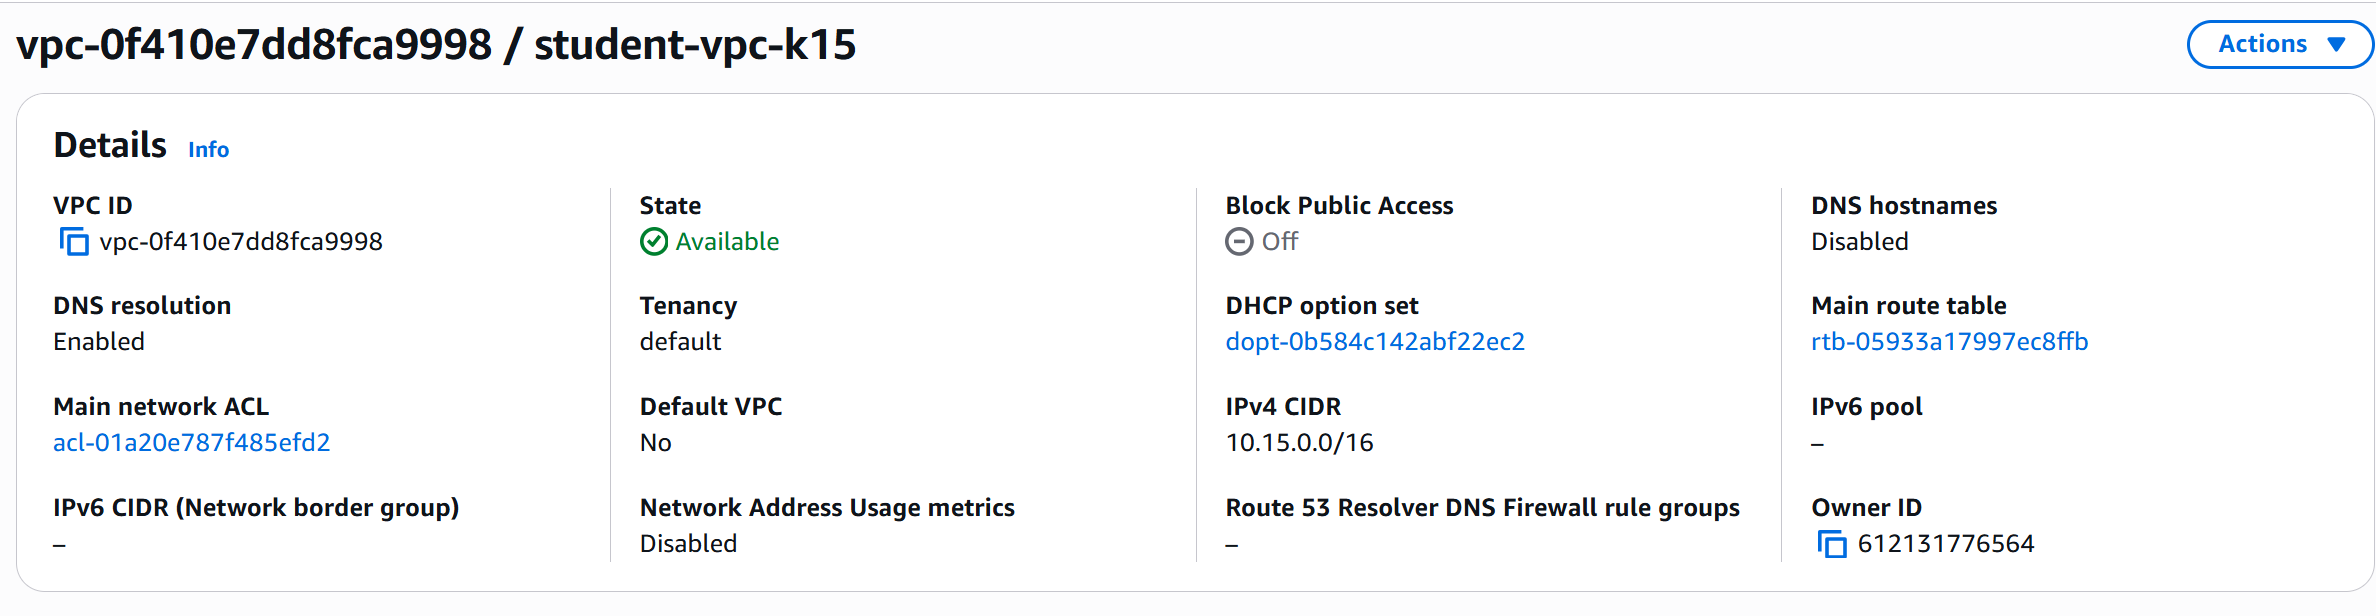 vpc-0f410e7dd8fca9998 / student-vpc-k15
Actions
Details Info
VPC ID
vpc-0f410e7dd8fca9998
State
Available
Block Public Access
Off
DNS hostnames
Disabled
DNS resolution
Enabled
Tenancy
default
DHCP option set
dopt-0b584c142abf22ec2
Main route table
rtb-05933a17997ec8ffb
Main network ACL
acl-01a20e787f485efd2
Default VPC
No
IPv4 CIDR
10.15.0.0/16
IPv6 pool
–
IPv6 CIDR (Network border group)
–
Network Address Usage metrics
Disabled
Route 53 Resolver DNS Firewall rule groups
–
Owner ID
612131776564